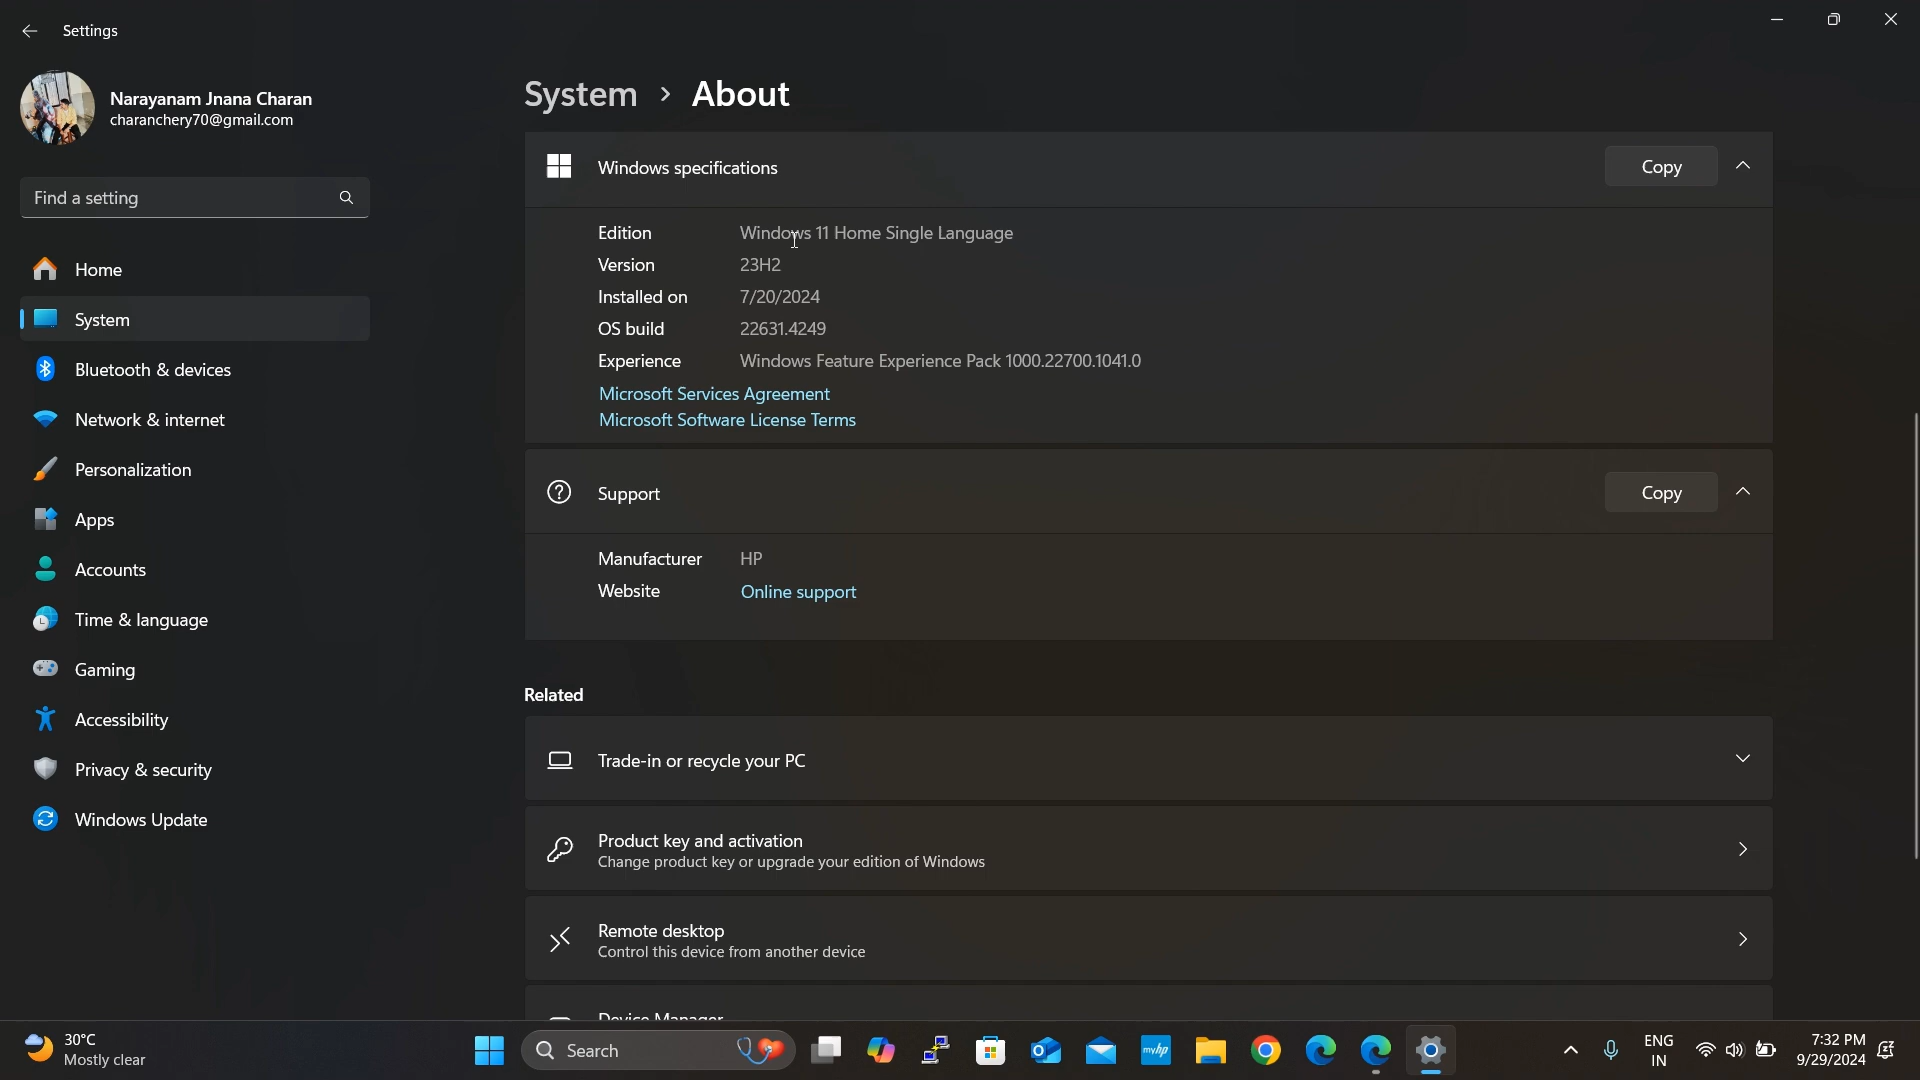 Settings
Narayanam Jnana Charan
charanchery70@gmail.com
Find a setting
Home
System
Bluetooth & devices
Network & internet
Personalization
Apps
Accounts
Time & language
Gaming
Accessibility
Privacy & security
Windows Update
System > About
Windows specifications
Copy
Edition Windows 11 Home Single Language
Version 23H2
Installed on 7/20/2024
OS build 22631.4249
Experience Windows Feature Experience Pack 1000.22700.1041.0
Microsoft Services Agreement
Microsoft Software License Terms
Support
Copy
Manufacturer HP
Website Online support
Related
Trade-in or recycle your PC
Product key and activation
Change product key or upgrade your edition of Windows
Remote desktop
Control this device from another device
Device Manager
30°C
Mostly clear
Search
myhp
ENG
IN
7:32 PM
9/29/2024